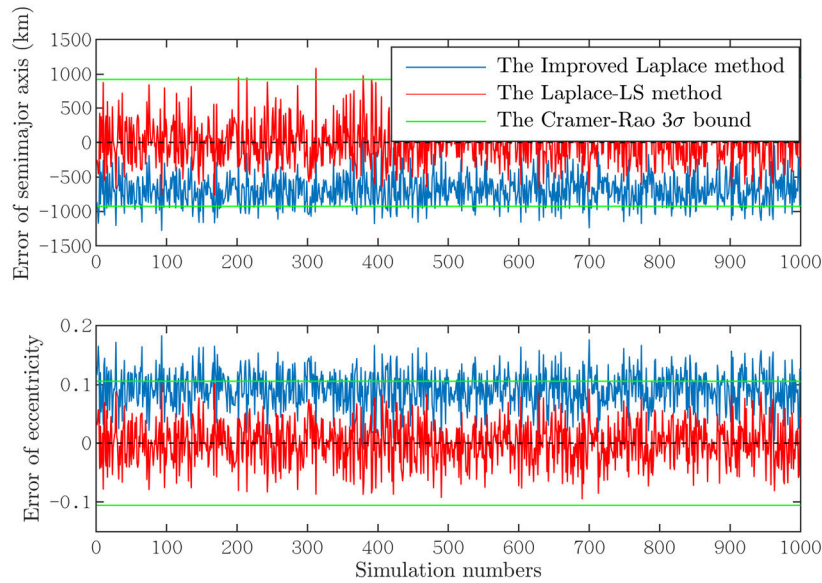 Error of semimajor axis (km)
1500
1000
500
0
−500
−1000
−1500
The Improved Laplace method
The Laplace-LS method
The Cramer-Rao 3σ bound
0 100 200 300 400 500 600 700 800 900 1000
Error of eccentricity
0.2
0.1
0
−0.1
0 100 200 300 400 500 600 700 800 900 1000
Simulation numbers